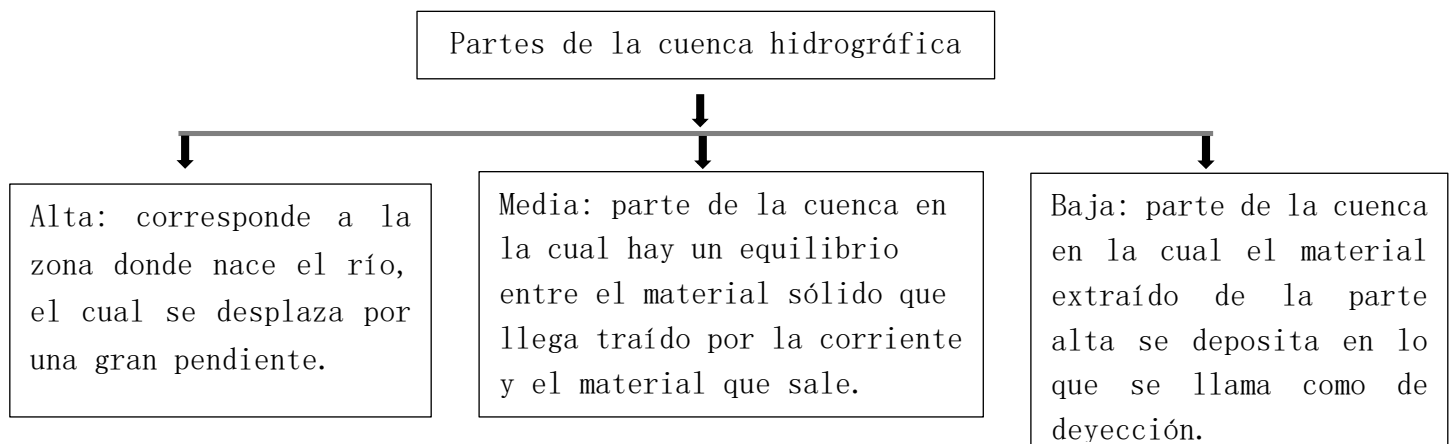 Partes de la cuenca hidrográfica
Alta: corresponde a la
zona donde nace el río,
el cual se desplaza por
una gran pendiente.
Media: parte de la cuenca en
la cual hay un equilibrio
entre el material sólido que
llega traído por la corriente
y el material que sale.
Baja: parte de la cuenca
en la cual el material
extraído de la parte
alta se deposita en lo
que se llama como de
deyección.